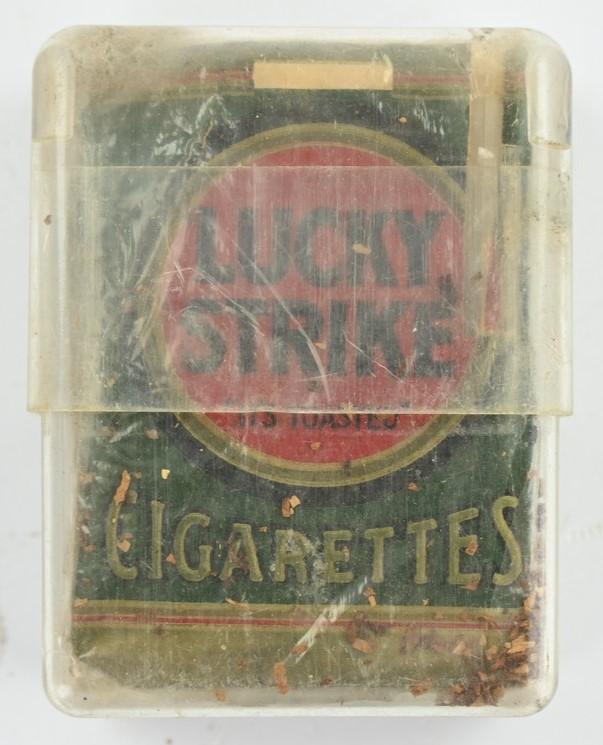 LUCKY
STRIKE
"IT'S TOASTED"
CIGARETTES